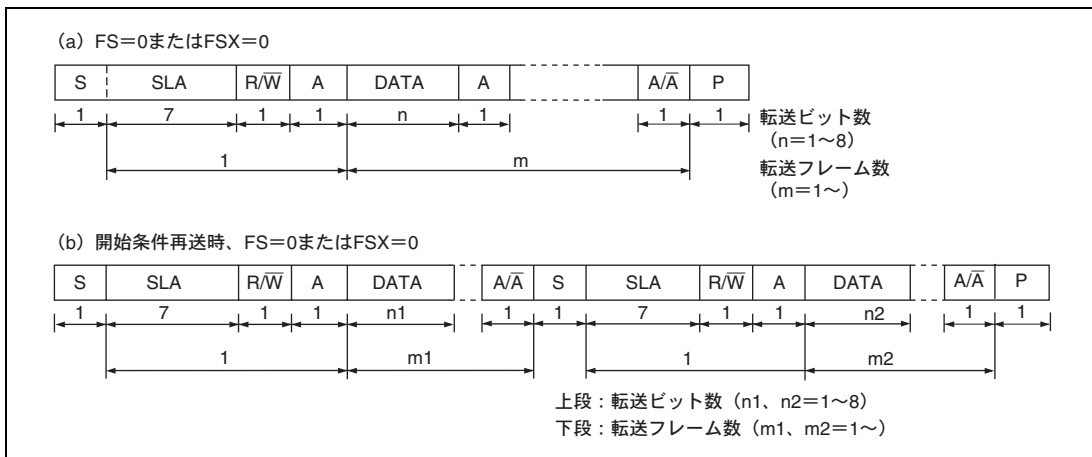 (a) FS=0またはFSX=0
S SLA R/W̅ A DATA A A/A̅ P
1 7 1 1 n 1 1 1 転送ビット数
(n=1~8)
1 m 転送フレーム数
(m=1~)
(b) 開始条件再送時、FS=0またはFSX=0
S SLA R/W̅ A DATA A/A̅ S SLA R/W̅ A DATA A/A̅ P
1 7 1 1 n1 1 1 7 1 1 n2 1 1
1 m1 1 m2
上段:転送ビット数(n1、n2=1~8)
下段:転送フレーム数(m1、m2=1~)